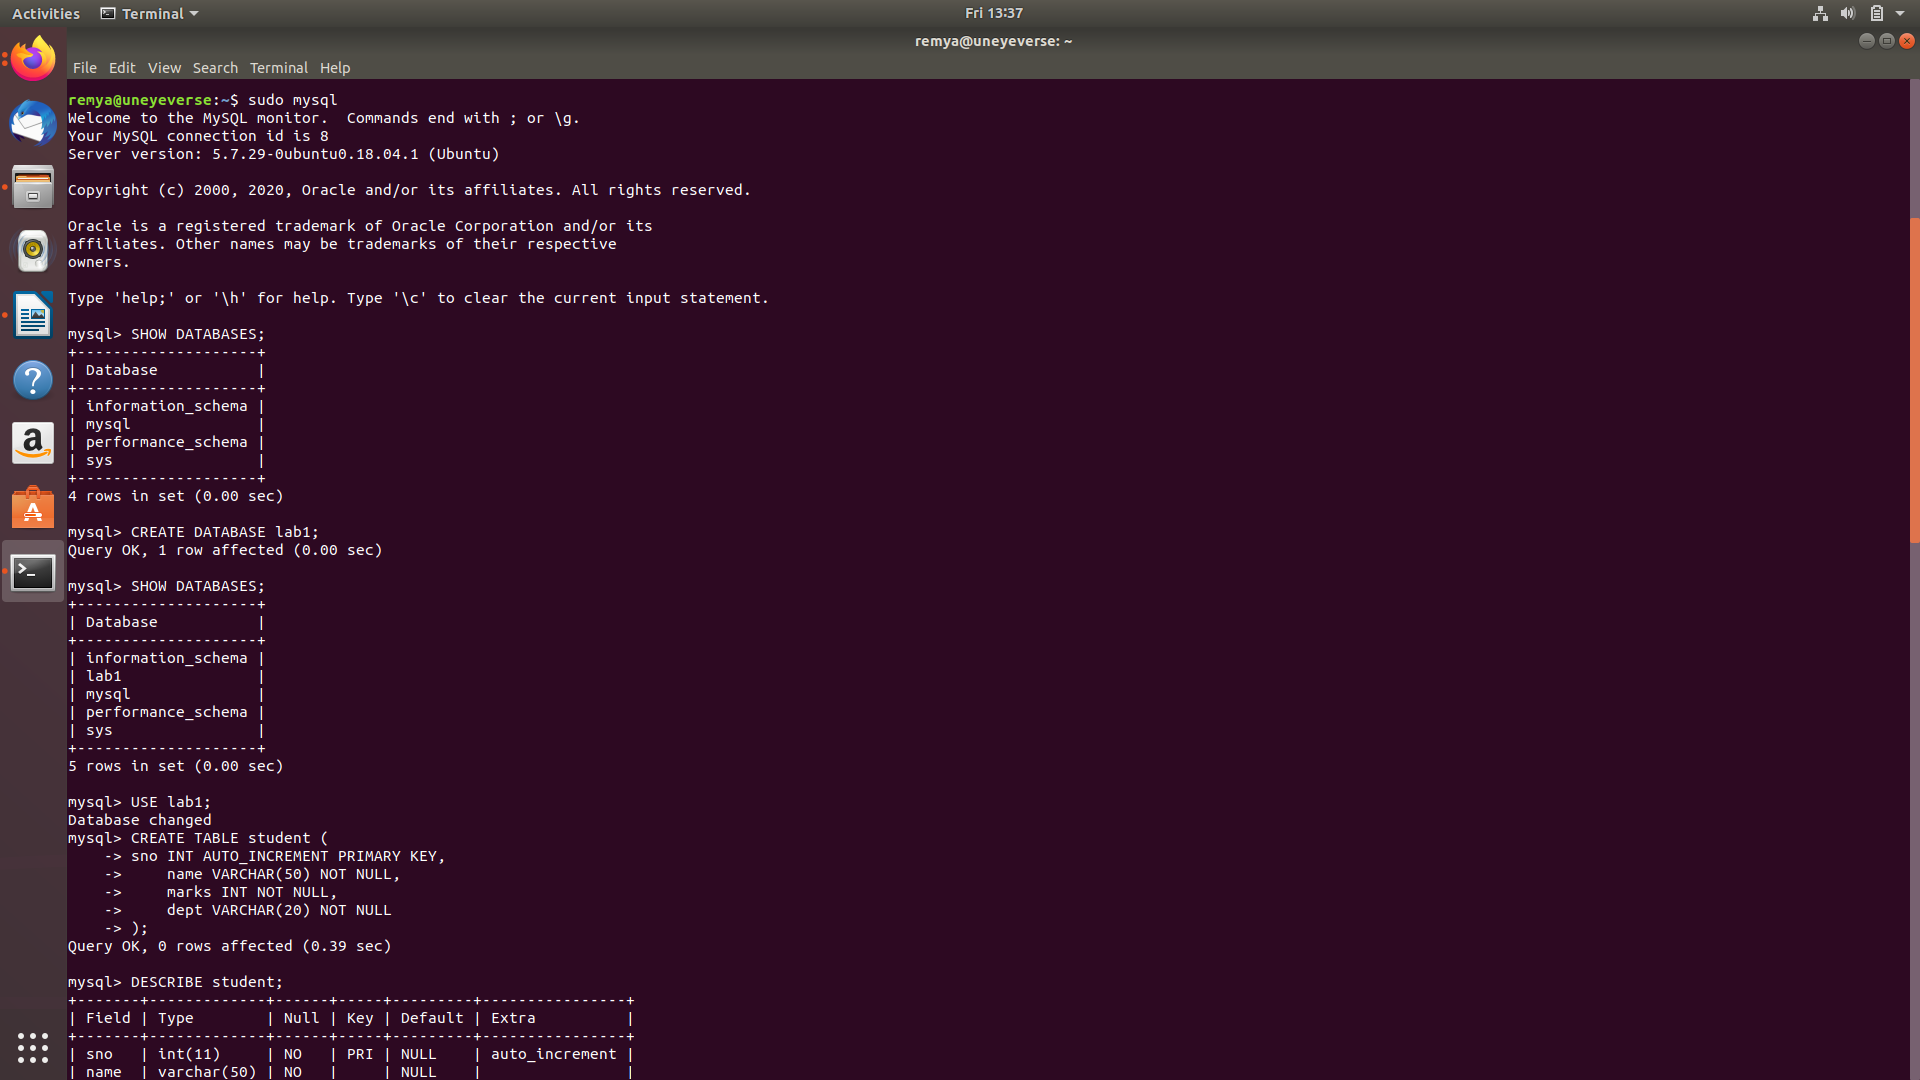 Activities Terminal Fri 13:37
remya@uneyeverse: ~
File Edit View Search Terminal Help
remya@uneyeverse:~$ sudo mysql
Welcome to the MySQL monitor.  Commands end with ; or \g.
Your MySQL connection id is 8
Server version: 5.7.29-0ubuntu0.18.04.1 (Ubuntu)

Copyright (c) 2000, 2020, Oracle and/or its affiliates. All rights reserved.

Oracle is a registered trademark of Oracle Corporation and/or its
affiliates. Other names may be trademarks of their respective
owners.

Type 'help;' or '\h' for help. Type '\c' to clear the current input statement.

mysql> SHOW DATABASES;
+--------------------+
| Database           |
+--------------------+
| information_schema |
| mysql              |
| performance_schema |
| sys                |
+--------------------+
4 rows in set (0.00 sec)

mysql> CREATE DATABASE lab1;
Query OK, 1 row affected (0.00 sec)

mysql> SHOW DATABASES;
+--------------------+
| Database           |
+--------------------+
| information_schema |
| lab1               |
| mysql              |
| performance_schema |
| sys                |
+--------------------+
5 rows in set (0.00 sec)

mysql> USE lab1;
Database changed
mysql> CREATE TABLE student (
    -> sno INT AUTO_INCREMENT PRIMARY KEY,
    ->     name VARCHAR(50) NOT NULL,
    ->     marks INT NOT NULL,
    ->     dept VARCHAR(20) NOT NULL
    -> );
Query OK, 0 rows affected (0.39 sec)

mysql> DESCRIBE student;
+-------+-------------+------+-----+---------+----------------+
| Field | Type        | Null | Key | Default | Extra          |
+-------+-------------+------+-----+---------+----------------+
| sno   | int(11)     | NO   | PRI | NULL    | auto_increment |
| name  | varchar(50) | NO   |     | NULL    |                |